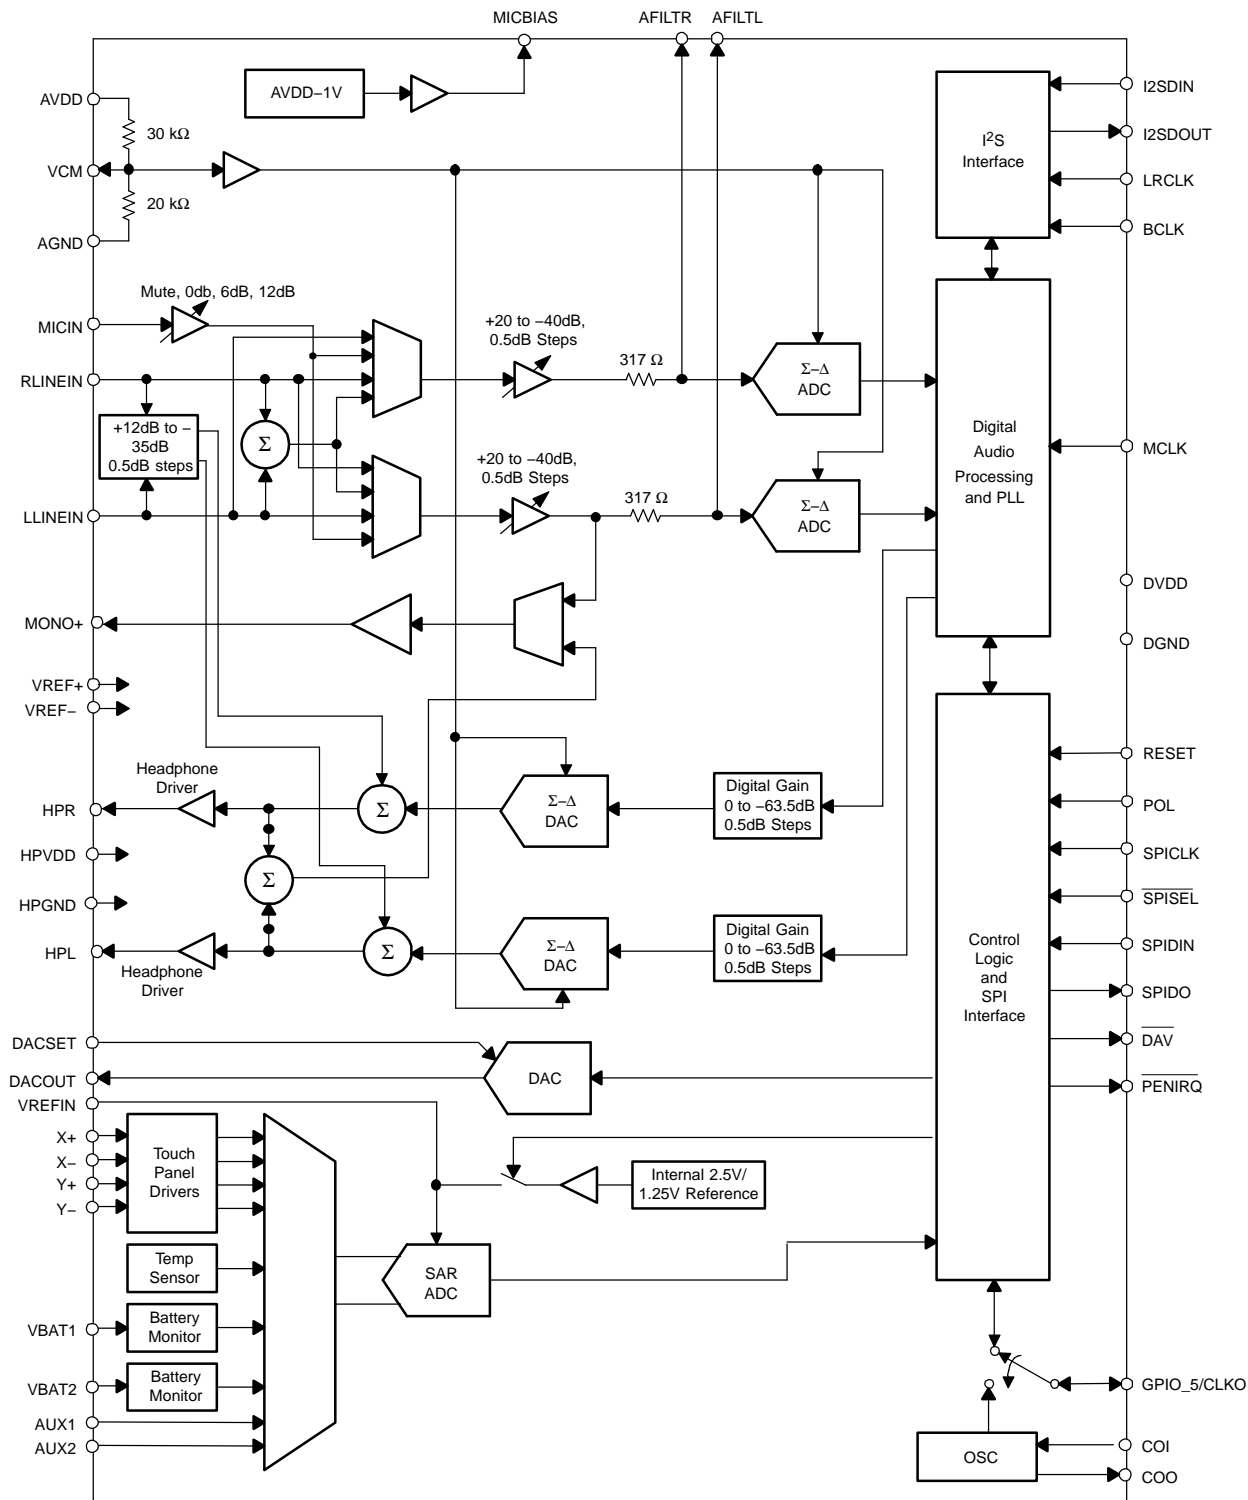 MICBIAS
AFILTR
AFILTL
AVDD–1V
AVDD
30 kΩ
VCM
20 kΩ
AGND
I2SDIN
I2SDOUT
LRCLK
BCLK
I²S
Interface
Mute, 0db, 6dB, 12dB
MICIN
RLINEIN
+12dB to –
35dB
0.5dB steps
LLINEIN
Σ
+20 to –40dB,
0.5dB Steps
317 Ω
Σ–Δ
ADC
+20 to –40dB,
0.5dB Steps
317 Ω
Σ–Δ
ADC
Digital
Audio
Processing
and PLL
MCLK
DVDD
DGND
MONO+
VREF+
VREF–
Headphone
Driver
HPR
HPVDD
HPGND
HPL
Headphone
Driver
Σ
Σ
Σ
Σ–Δ
DAC
Digital Gain
0 to –63.5dB
0.5dB Steps
Σ–Δ
DAC
Digital Gain
0 to –63.5dB
0.5dB Steps
Control
Logic
and
SPI
Interface
RESET
POL
SPICLK
SPISEL
SPIDIN
SPIDO
DAV
PENIRQ
DACSET
DACOUT
VREFIN
DAC
X+
X–
Y+
Y–
Touch
Panel
Drivers
Internal 2.5V/
1.25V Reference
Temp
Sensor
SAR
ADC
VBAT1
Battery
Monitor
VBAT2
Battery
Monitor
AUX1
AUX2
GPIO_5/CLKO
OSC
COI
COO